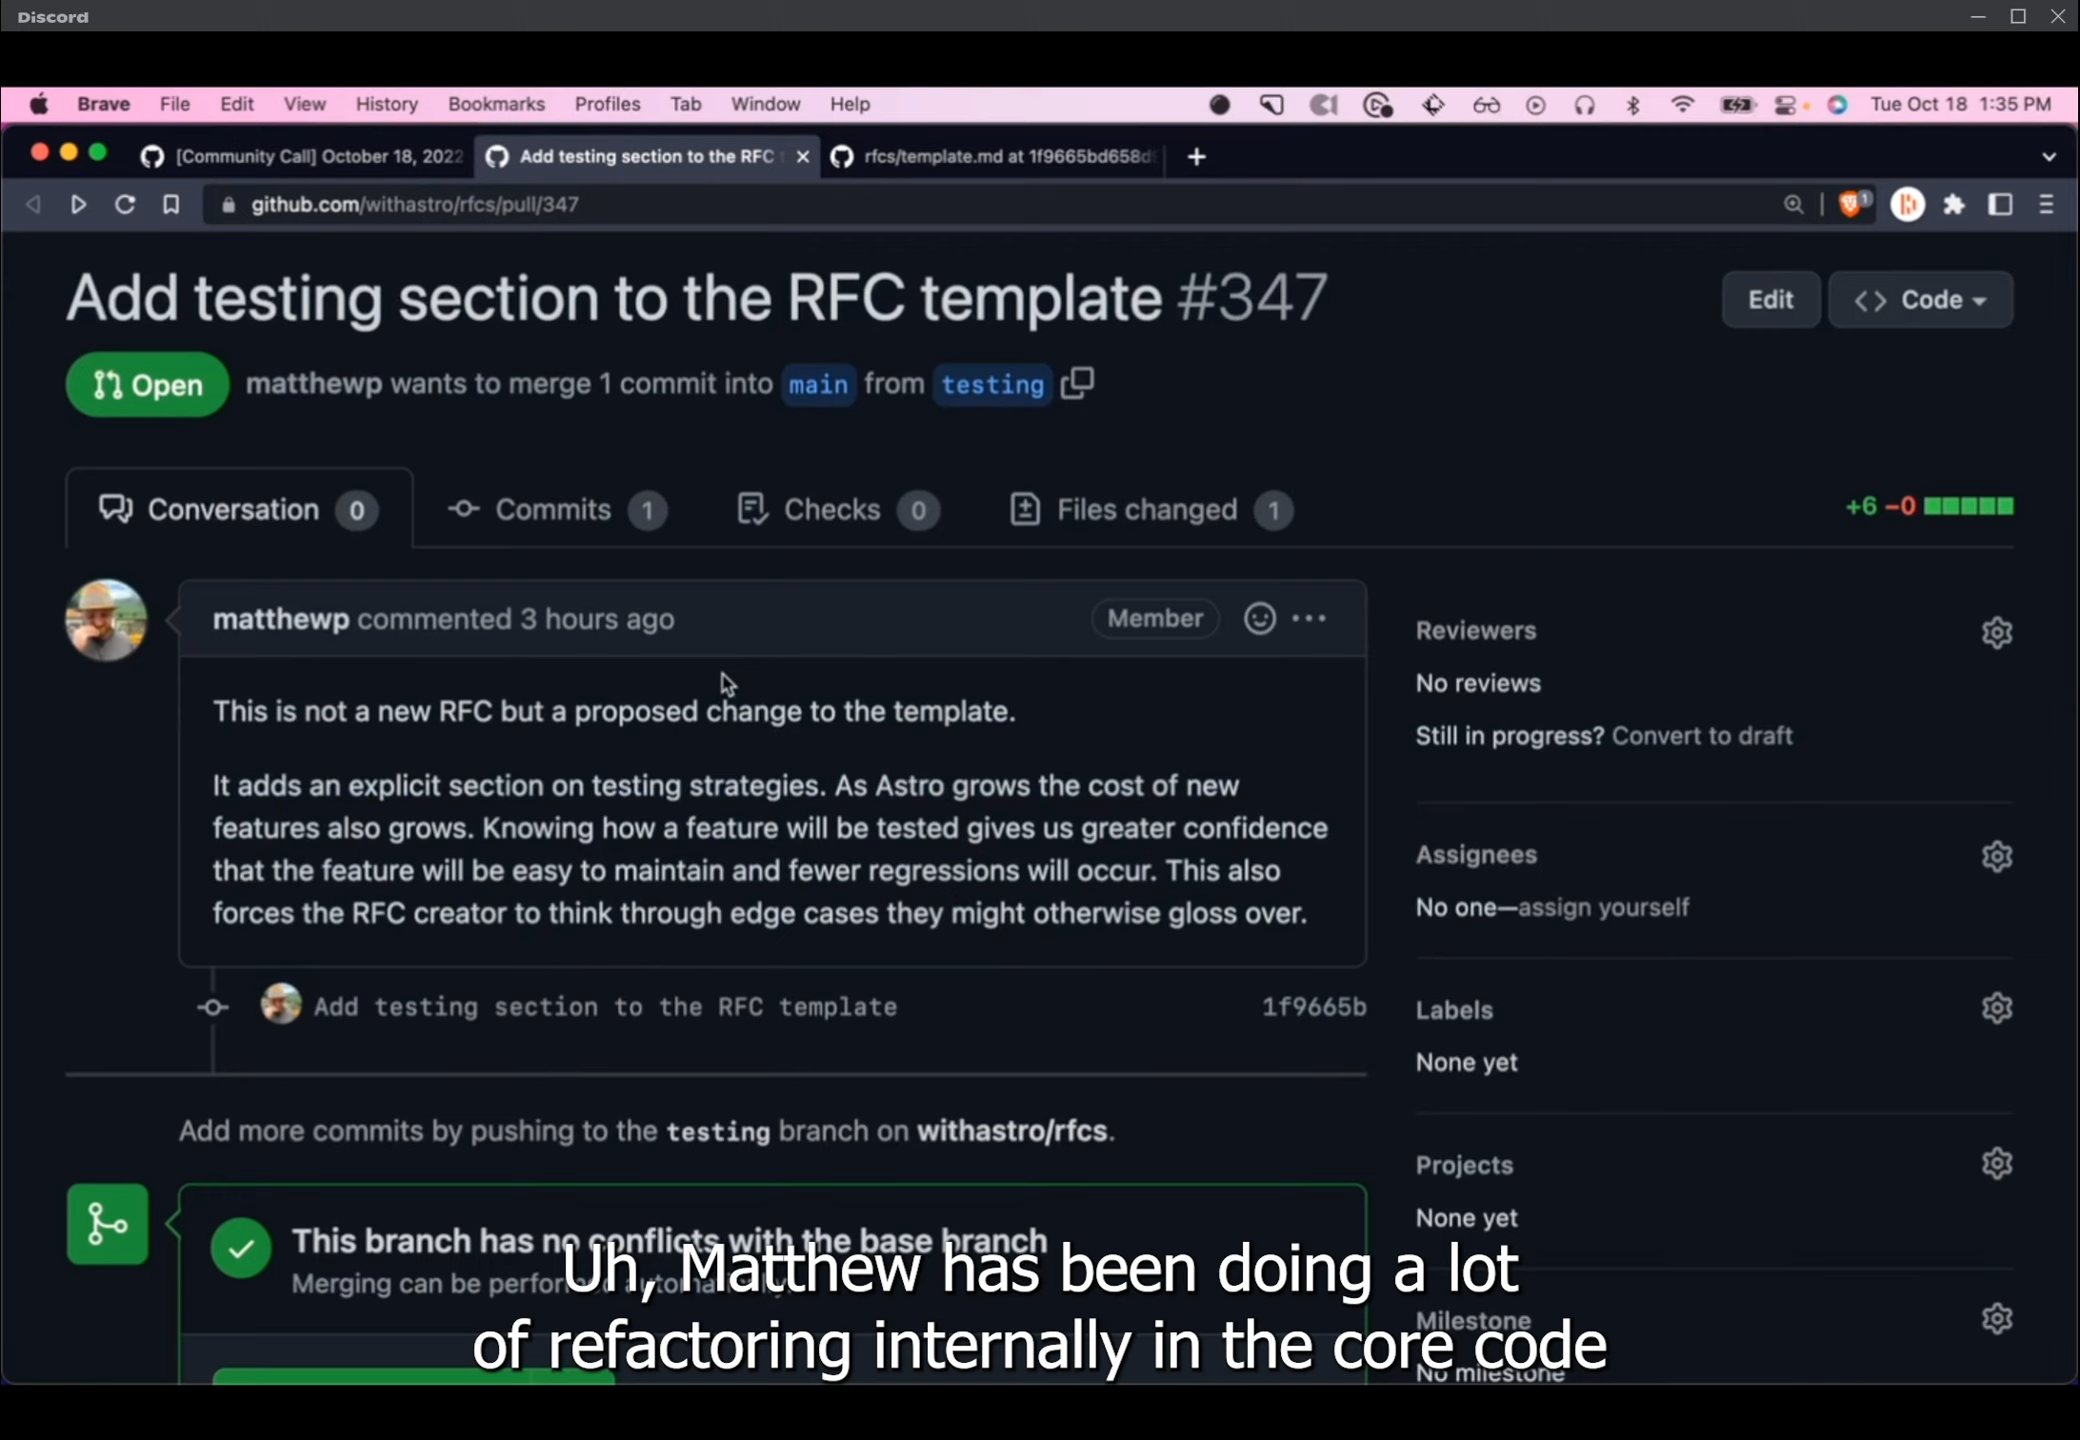 Discord
Brave File Edit View History Bookmarks Profiles Tab Window Help Tue Oct 18 1:35 PM
[Community Call] October 18, 2022 Add testing section to the RFC rfcs/template.md at 1f9665bd658d
github.com/withastro/rfcs/pull/347 1
Add testing section to the RFC template #347
Edit Code
Open matthewp wants to merge 1 commit into main from testing
Conversation 0 Commits 1 Checks 0 Files changed 1 +6 −0
matthewp commented 3 hours ago Member
This is not a new RFC but a proposed change to the template.
It adds an explicit section on testing strategies. As Astro grows the cost of new
features also grows. Knowing how a feature will be tested gives us greater confidence
that the feature will be easy to maintain and fewer regressions will occur. This also
forces the RFC creator to think through edge cases they might otherwise gloss over.
Add testing section to the RFC template 1f9665b
Add more commits by pushing to the testing branch on withastro/rfcs.
This branch has no conflicts with the base branch
Merging can be performed automatically.
Reviewers
No reviews
Still in progress? Convert to draft
Assignees
No one—assign yourself
Labels
None yet
Projects
None yet
Milestone
No milestone
Uh, Matthew has been doing a lot
of refactoring internally in the core code